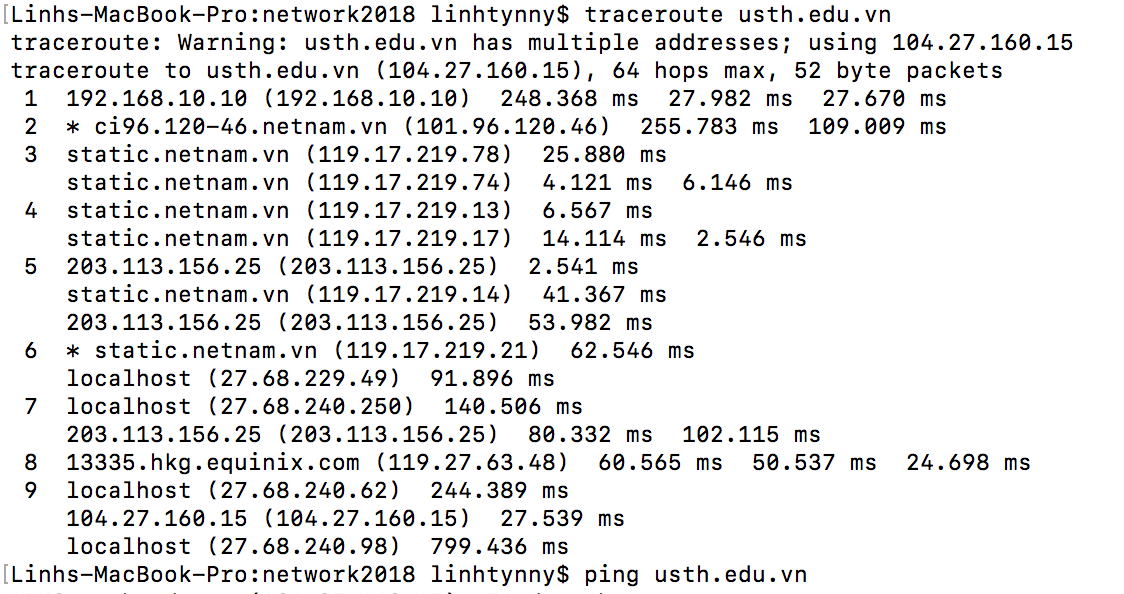 [Linhs-MacBook-Pro:network2018 linhtynny$ traceroute usth.edu.vn
traceroute: Warning: usth.edu.vn has multiple addresses; using 104.27.160.15
traceroute to usth.edu.vn (104.27.160.15), 64 hops max, 52 byte packets
1 192.168.10.10 (192.168.10.10) 248.368 ms 27.982 ms 27.670 ms
2 * ci96.120-46.netnam.vn (101.96.120.46) 255.783 ms 109.009 ms
3 static.netnam.vn (119.17.219.78) 25.880 ms
static.netnam.vn (119.17.219.74) 4.121 ms 6.146 ms
4 static.netnam.vn (119.17.219.13) 6.567 ms
static.netnam.vn (119.17.219.17) 14.114 ms 2.546 ms
5 203.113.156.25 (203.113.156.25) 2.541 ms
static.netnam.vn (119.17.219.14) 41.367 ms
203.113.156.25 (203.113.156.25) 53.982 ms
6 * static.netnam.vn (119.17.219.21) 62.546 ms
localhost (27.68.229.49) 91.896 ms
7 localhost (27.68.240.250) 140.506 ms
203.113.156.25 (203.113.156.25) 80.332 ms 102.115 ms
8 13335.hkg.equinix.com (119.27.63.48) 60.565 ms 50.537 ms 24.698 ms
9 localhost (27.68.240.62) 244.389 ms
104.27.160.15 (104.27.160.15) 27.539 ms
localhost (27.68.240.98) 799.436 ms
[Linhs-MacBook-Pro:network2018 linhtynny$ ping usth.edu.vn